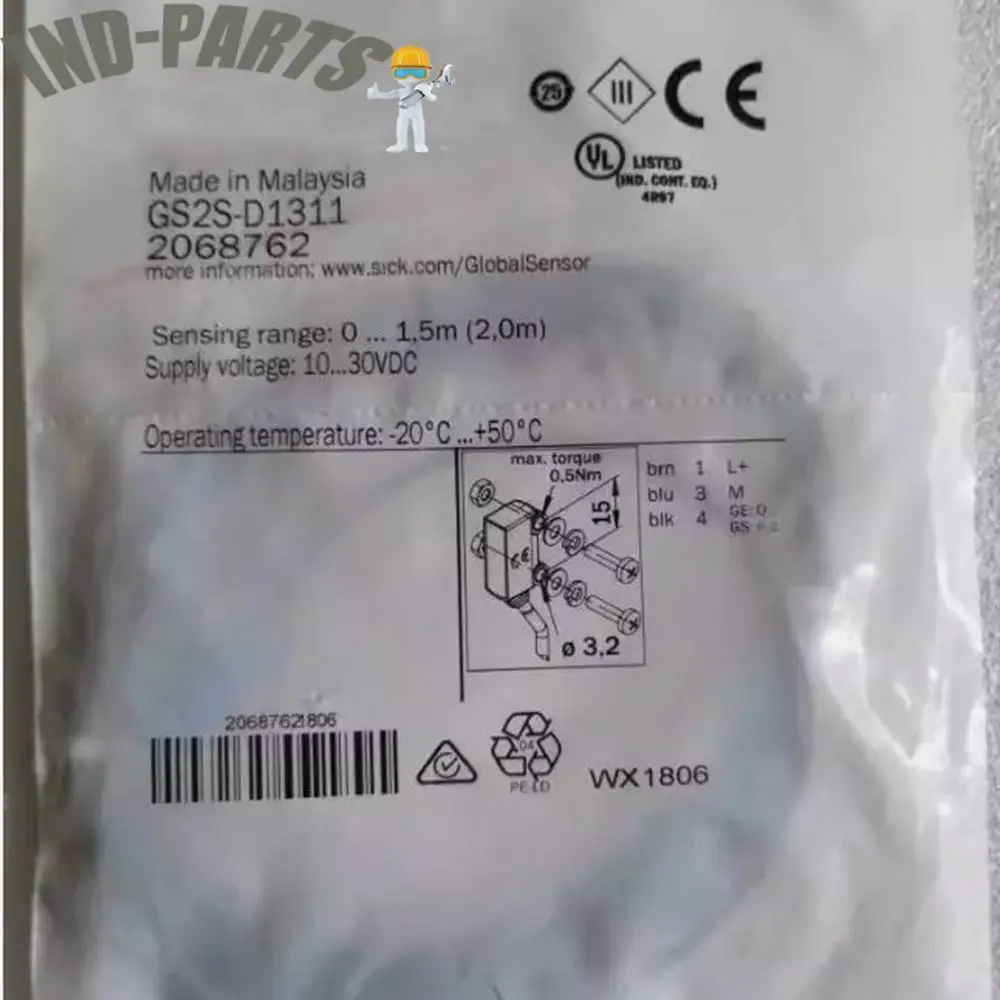 IND-PARTS
25
III
CE
UL LISTED
(IND. CONT. EQ.)
Made in Malaysia
GS2S-D1311
2068762
more information: www.sick.com/GlobalSensor
Sensing range: 0 ... 1,5m (2,0m)
Supply voltage: 10...30VDC
Operating temperature: -20°C ...+50°C
max. torque
0,5Nm
15
ø 3,2
brn 1 L+
blu 3 M
blk 4 GE: Q
GS
20687621806
04
PE-LD
WX1806